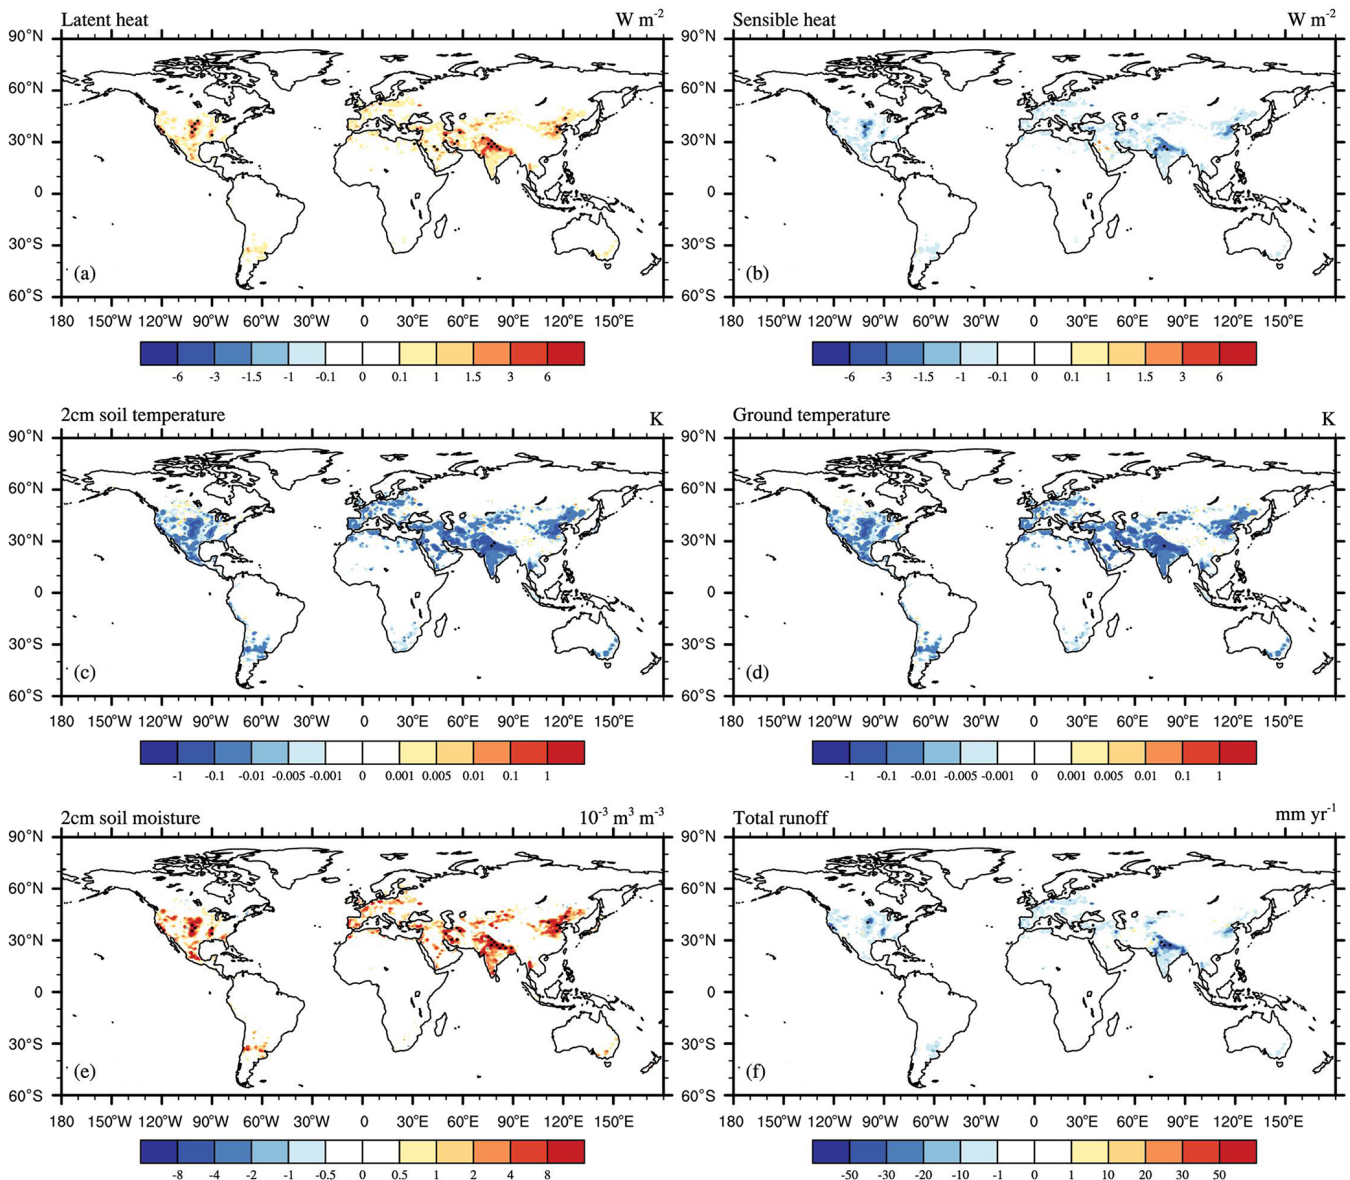 Latent heat W m-2
90°N
60°N
30°N
0
30°S
60°S
(a)
180 150°W 120°W 90°W 60°W 30°W 0 30°E 60°E 90°E 120°E 150°E
-6 -3 -1.5 -1 -0.1 0 0.1 1 1.5 3 6
Sensible heat W m-2
90°N
60°N
30°N
0
30°S
60°S
(b)
180 150°W 120°W 90°W 60°W 30°W 0 30°E 60°E 90°E 120°E 150°E
-6 -3 -1.5 -1 -0.1 0 0.1 1 1.5 3 6
2cm soil temperature K
90°N
60°N
30°N
0
30°S
60°S
(c)
180 150°W 120°W 90°W 60°W 30°W 0 30°E 60°E 90°E 120°E 150°E
-1 -0.1 -0.01 -0.005 -0.001 0 0.001 0.005 0.01 0.1 1
Ground temperature K
90°N
60°N
30°N
0
30°S
60°S
(d)
180 150°W 120°W 90°W 60°W 30°W 0 30°E 60°E 90°E 120°E 150°E
-1 -0.1 -0.01 -0.005 -0.001 0 0.001 0.005 0.01 0.1 1
2cm soil moisture 10-3 m3 m-3
90°N
60°N
30°N
0
30°S
60°S
(e)
180 150°W 120°W 90°W 60°W 30°W 0 30°E 60°E 90°E 120°E 150°E
-8 -4 -2 -1 -0.5 0 0.5 1 2 4 8
Total runoff mm yr-1
90°N
60°N
30°N
0
30°S
60°S
(f)
180 150°W 120°W 90°W 60°W 30°W 0 30°E 60°E 90°E 120°E 150°E
-50 -30 -20 -10 -1 0 1 10 20 30 50